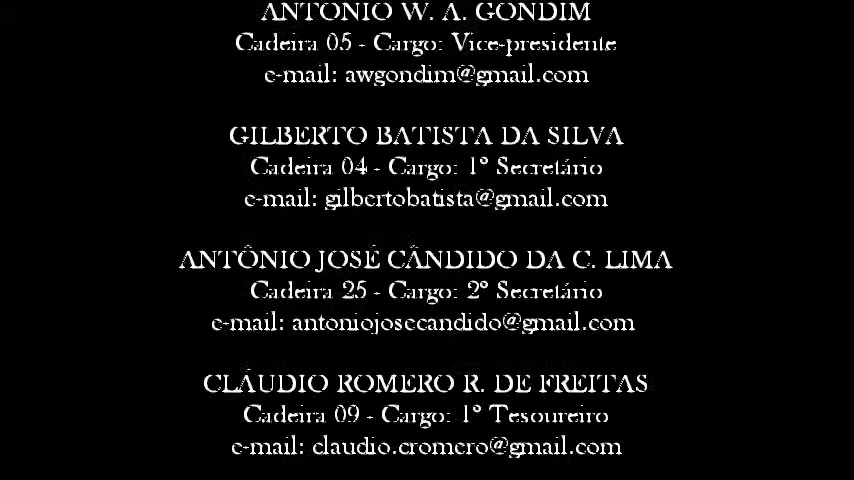 ANTÔNIO W. A. GONDIM
Cadeira 05 - Cargo: Vice-presidente
e-mail: awgondim@gmail.com
GILBERTO BATISTA DA SILVA
Cadeira 04 - Cargo: 1º Secretário
e-mail: gilbertobatista@gmail.com
ANTÔNIO JOSÉ CÂNDIDO DA C. LIMA
Cadeira 25 - Cargo: 2º Secretário
e-mail: antoniojosecandido@gmail.com
CLÁUDIO ROMERO R. DE FREITAS
Cadeira 09 - Cargo: 1º Tesoureiro
e-mail: claudio.cromero@gmail.com